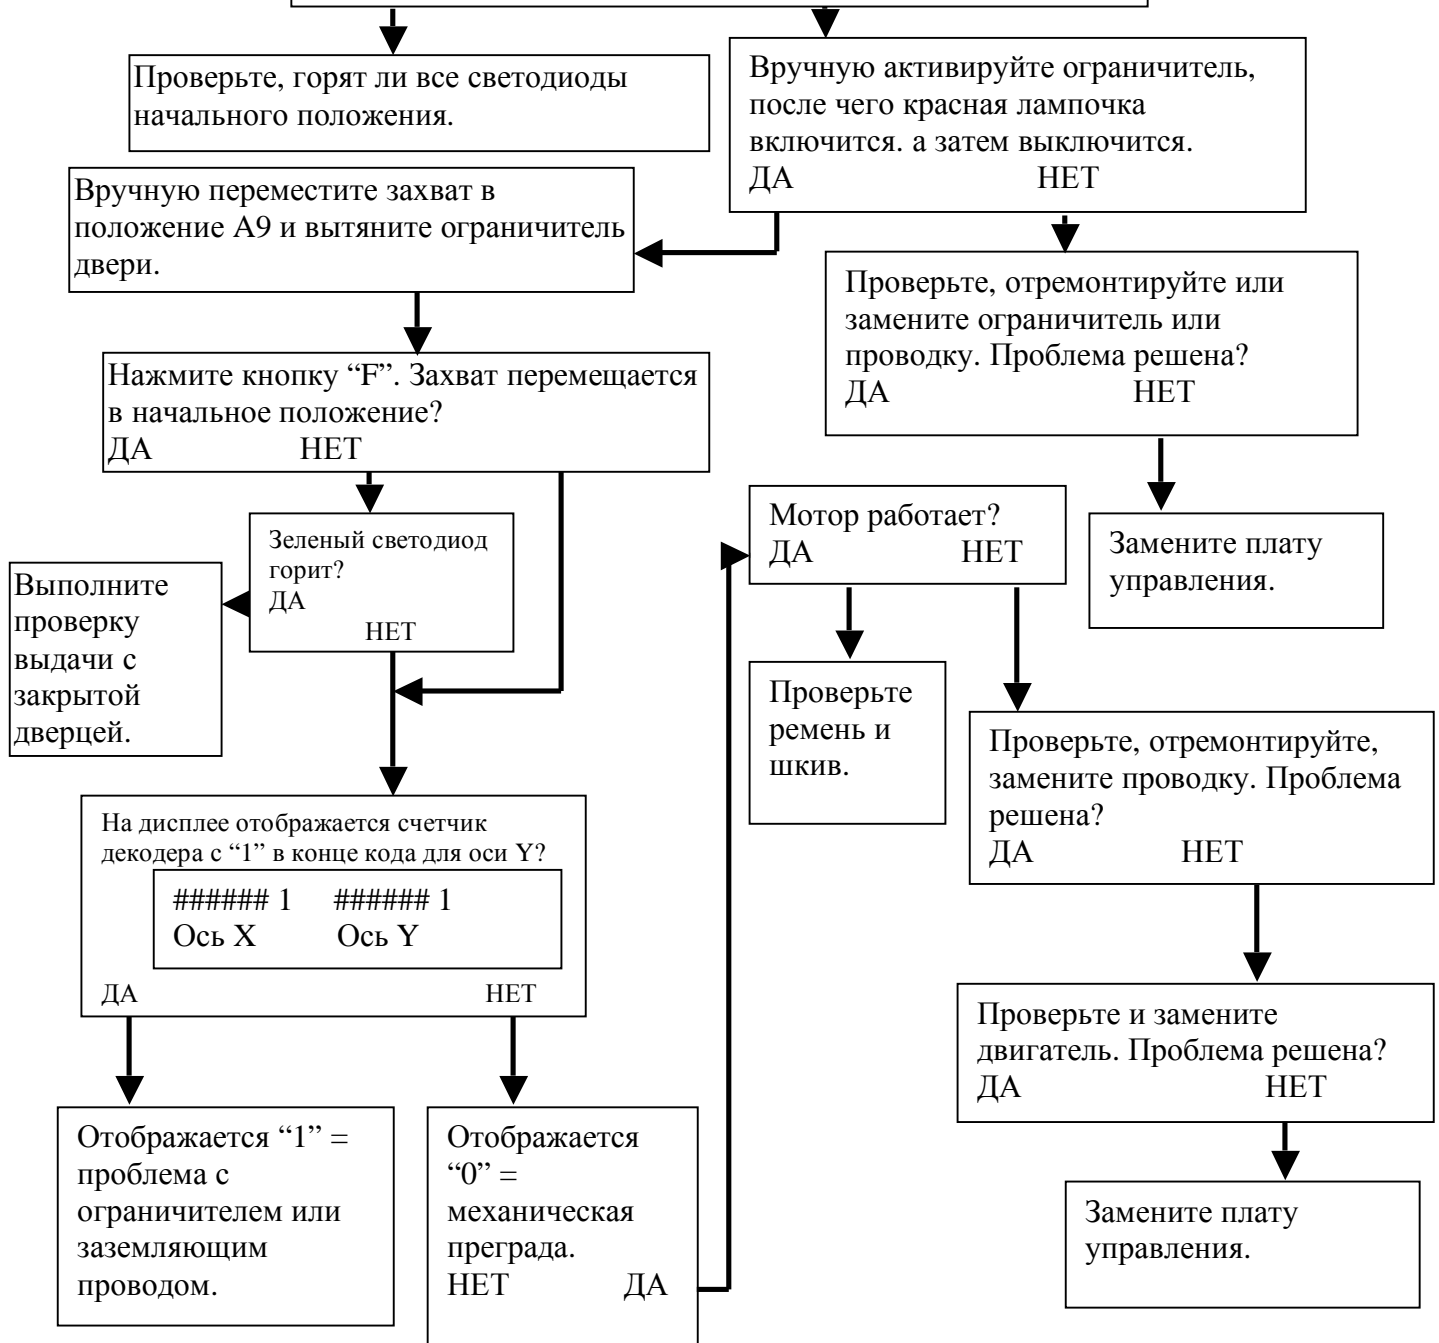 Проверьте, горят ли все светодиоды
начального положения.
Вручную активируйте ограничитель,
после чего красная лампочка
включится. а затем выключится.
ДА НЕТ
Вручную переместите захват в
положение А9 и вытяните ограничитель
двери.
Проверьте, отремонтируйте или
замените ограничитель или
проводку. Проблема решена?
ДА НЕТ
Нажмите кнопку “F”. Захват перемещается
в начальное положение?
ДА НЕТ
Мотор работает?
ДА НЕТ
Замените плату
управления.
Зеленый светодиод
горит?
ДА
НЕТ
Выполните
проверку
выдачи с
закрытой
дверцей.
Проверьте
ремень и
шкив.
Проверьте, отремонтируйте,
замените проводку. Проблема
решена?
ДА НЕТ
На дисплее отображается счетчик
декодера с “1” в конце кода для оси Y?
###### 1 ###### 1
Ось X Ось Y
ДА НЕТ
Проверьте и замените
двигатель. Проблема решена?
ДА НЕТ
Отображается “1” =
проблема с
ограничителем или
заземляющим
проводом.
Отображается
“0” =
механическая
преграда.
НЕТ ДА
Замените плату
управления.